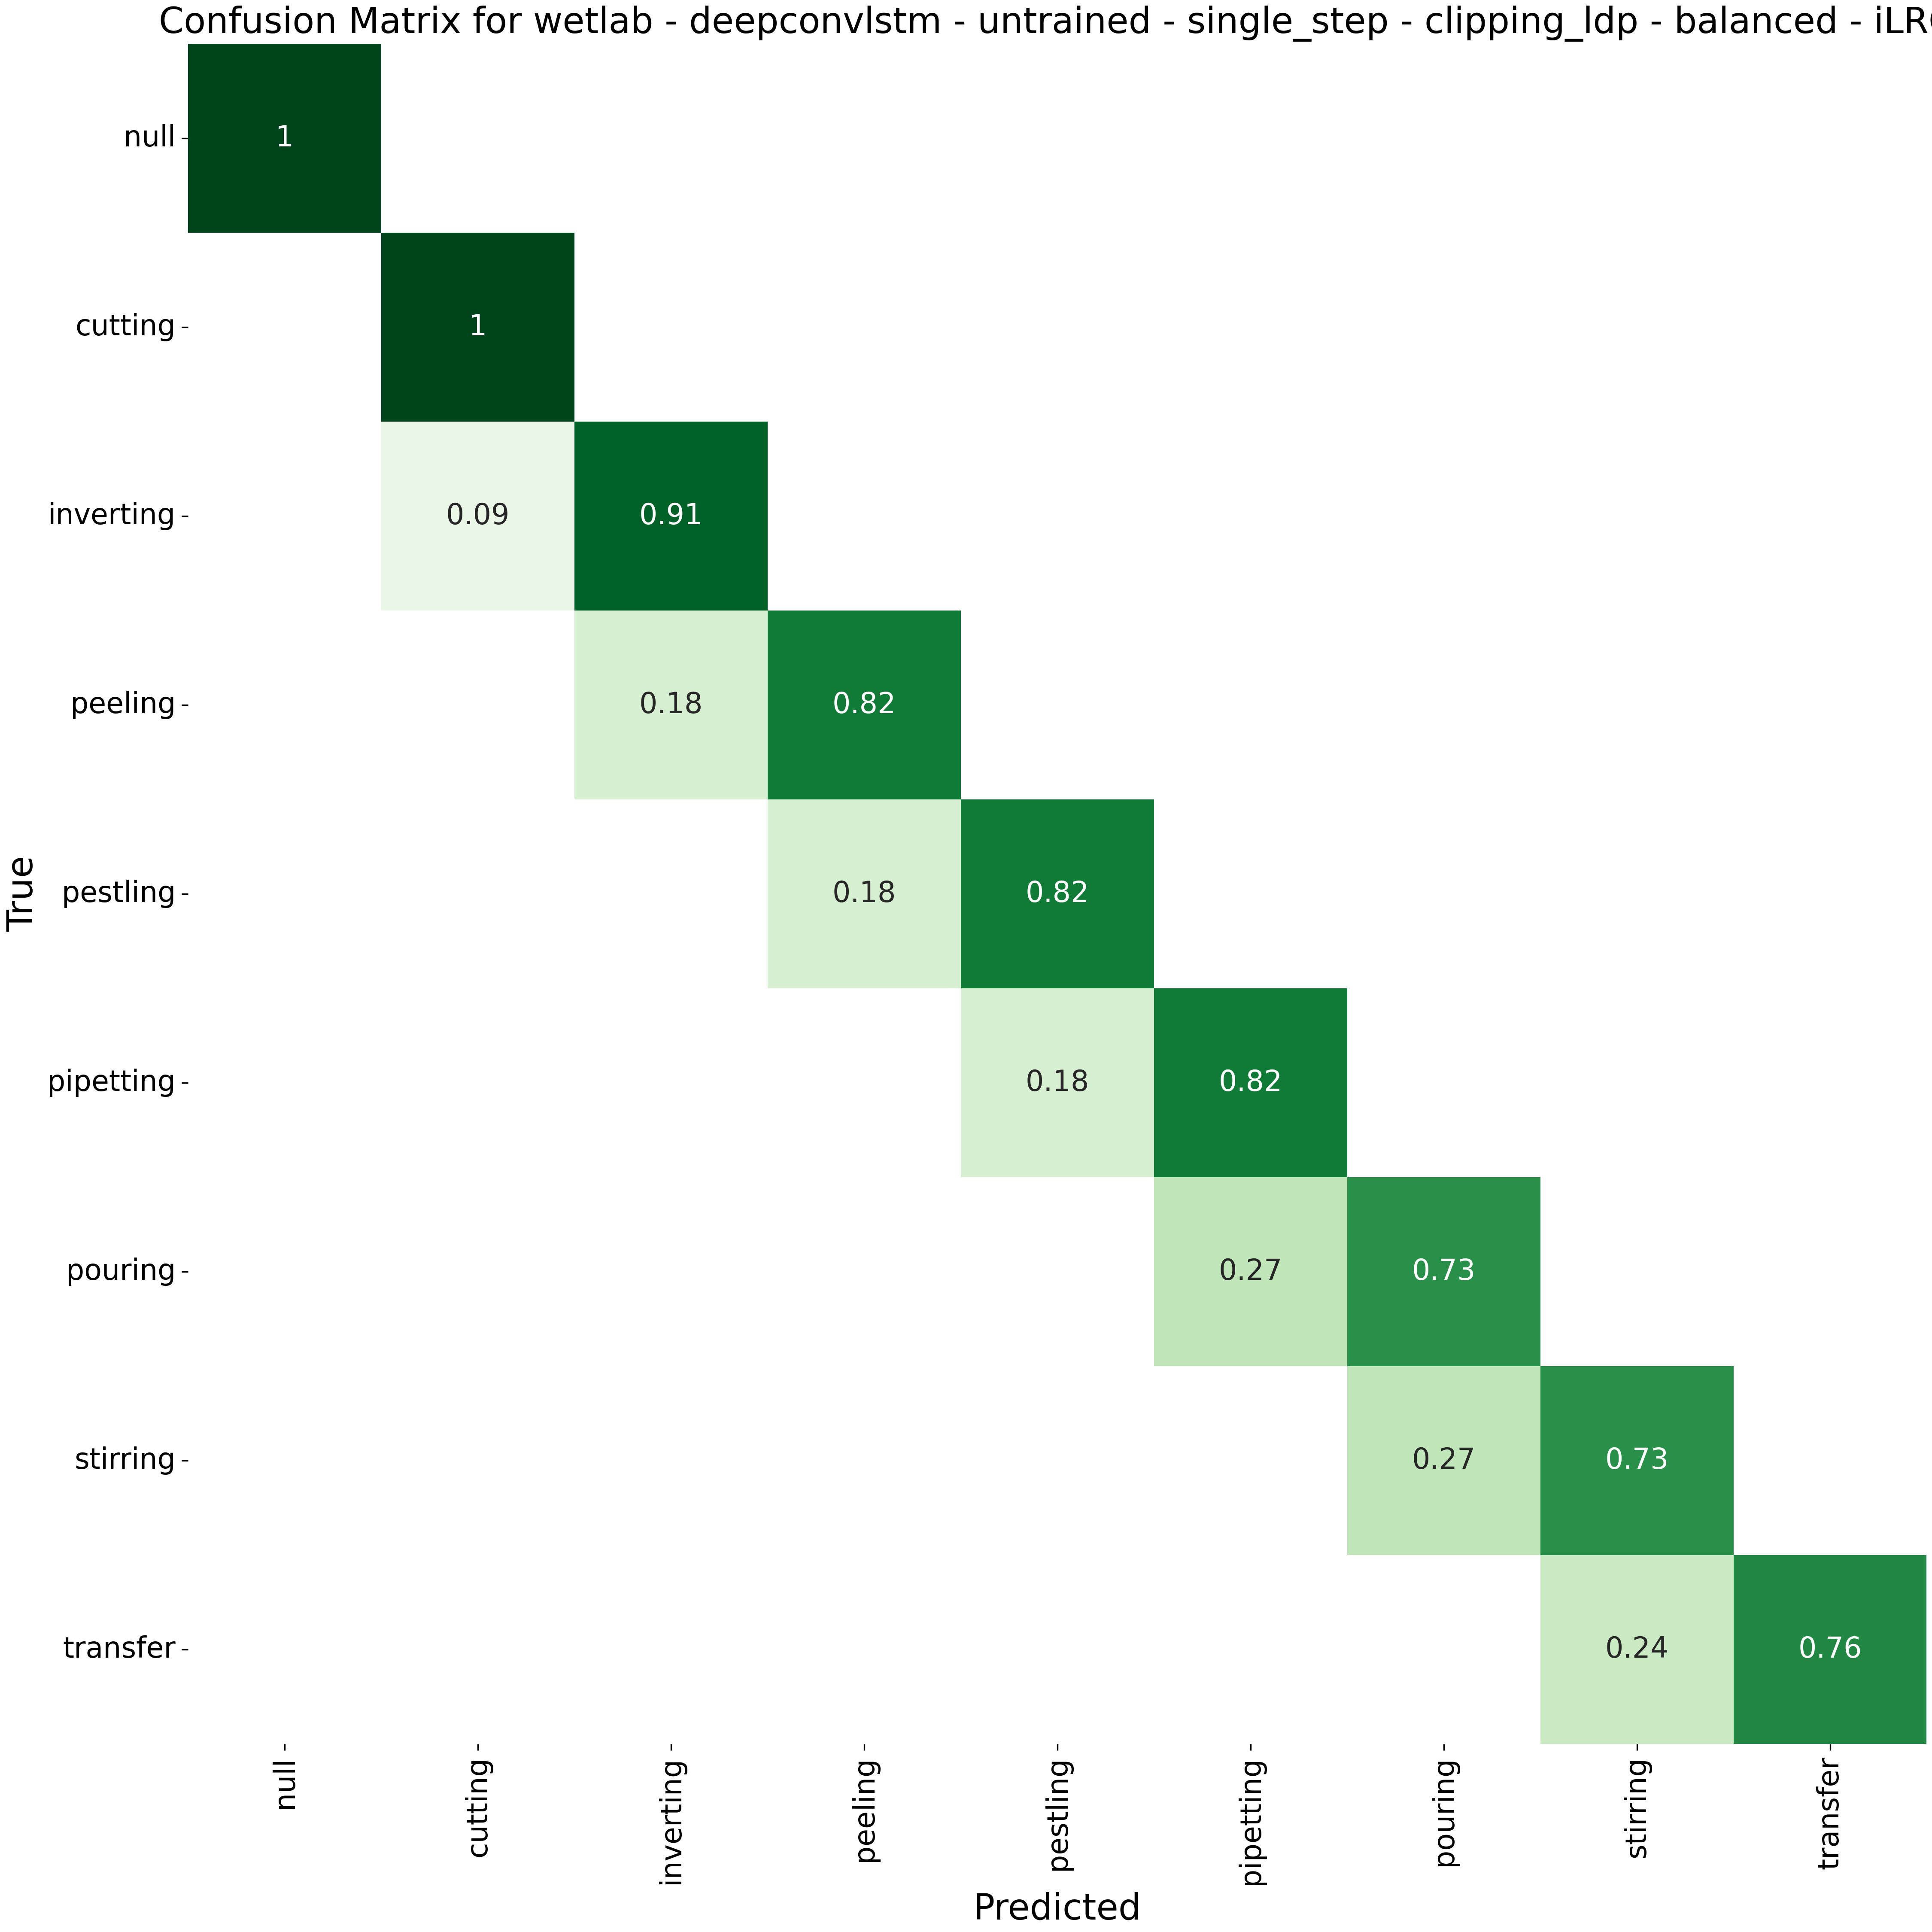 Confusion Matrix for wetlab - deepconvlstm - untrained - single_step - clipping_ldp - balanced - iLR
null 1
cutting 1
inverting 0.09 0.91
peeling 0.18 0.82
pestling 0.18 0.82
pipetting 0.18 0.82
pouring 0.27 0.73
stirring 0.27 0.73
transfer 0.24 0.76
True
null cutting inverting peeling pestling pipetting pouring stirring transfer
Predicted